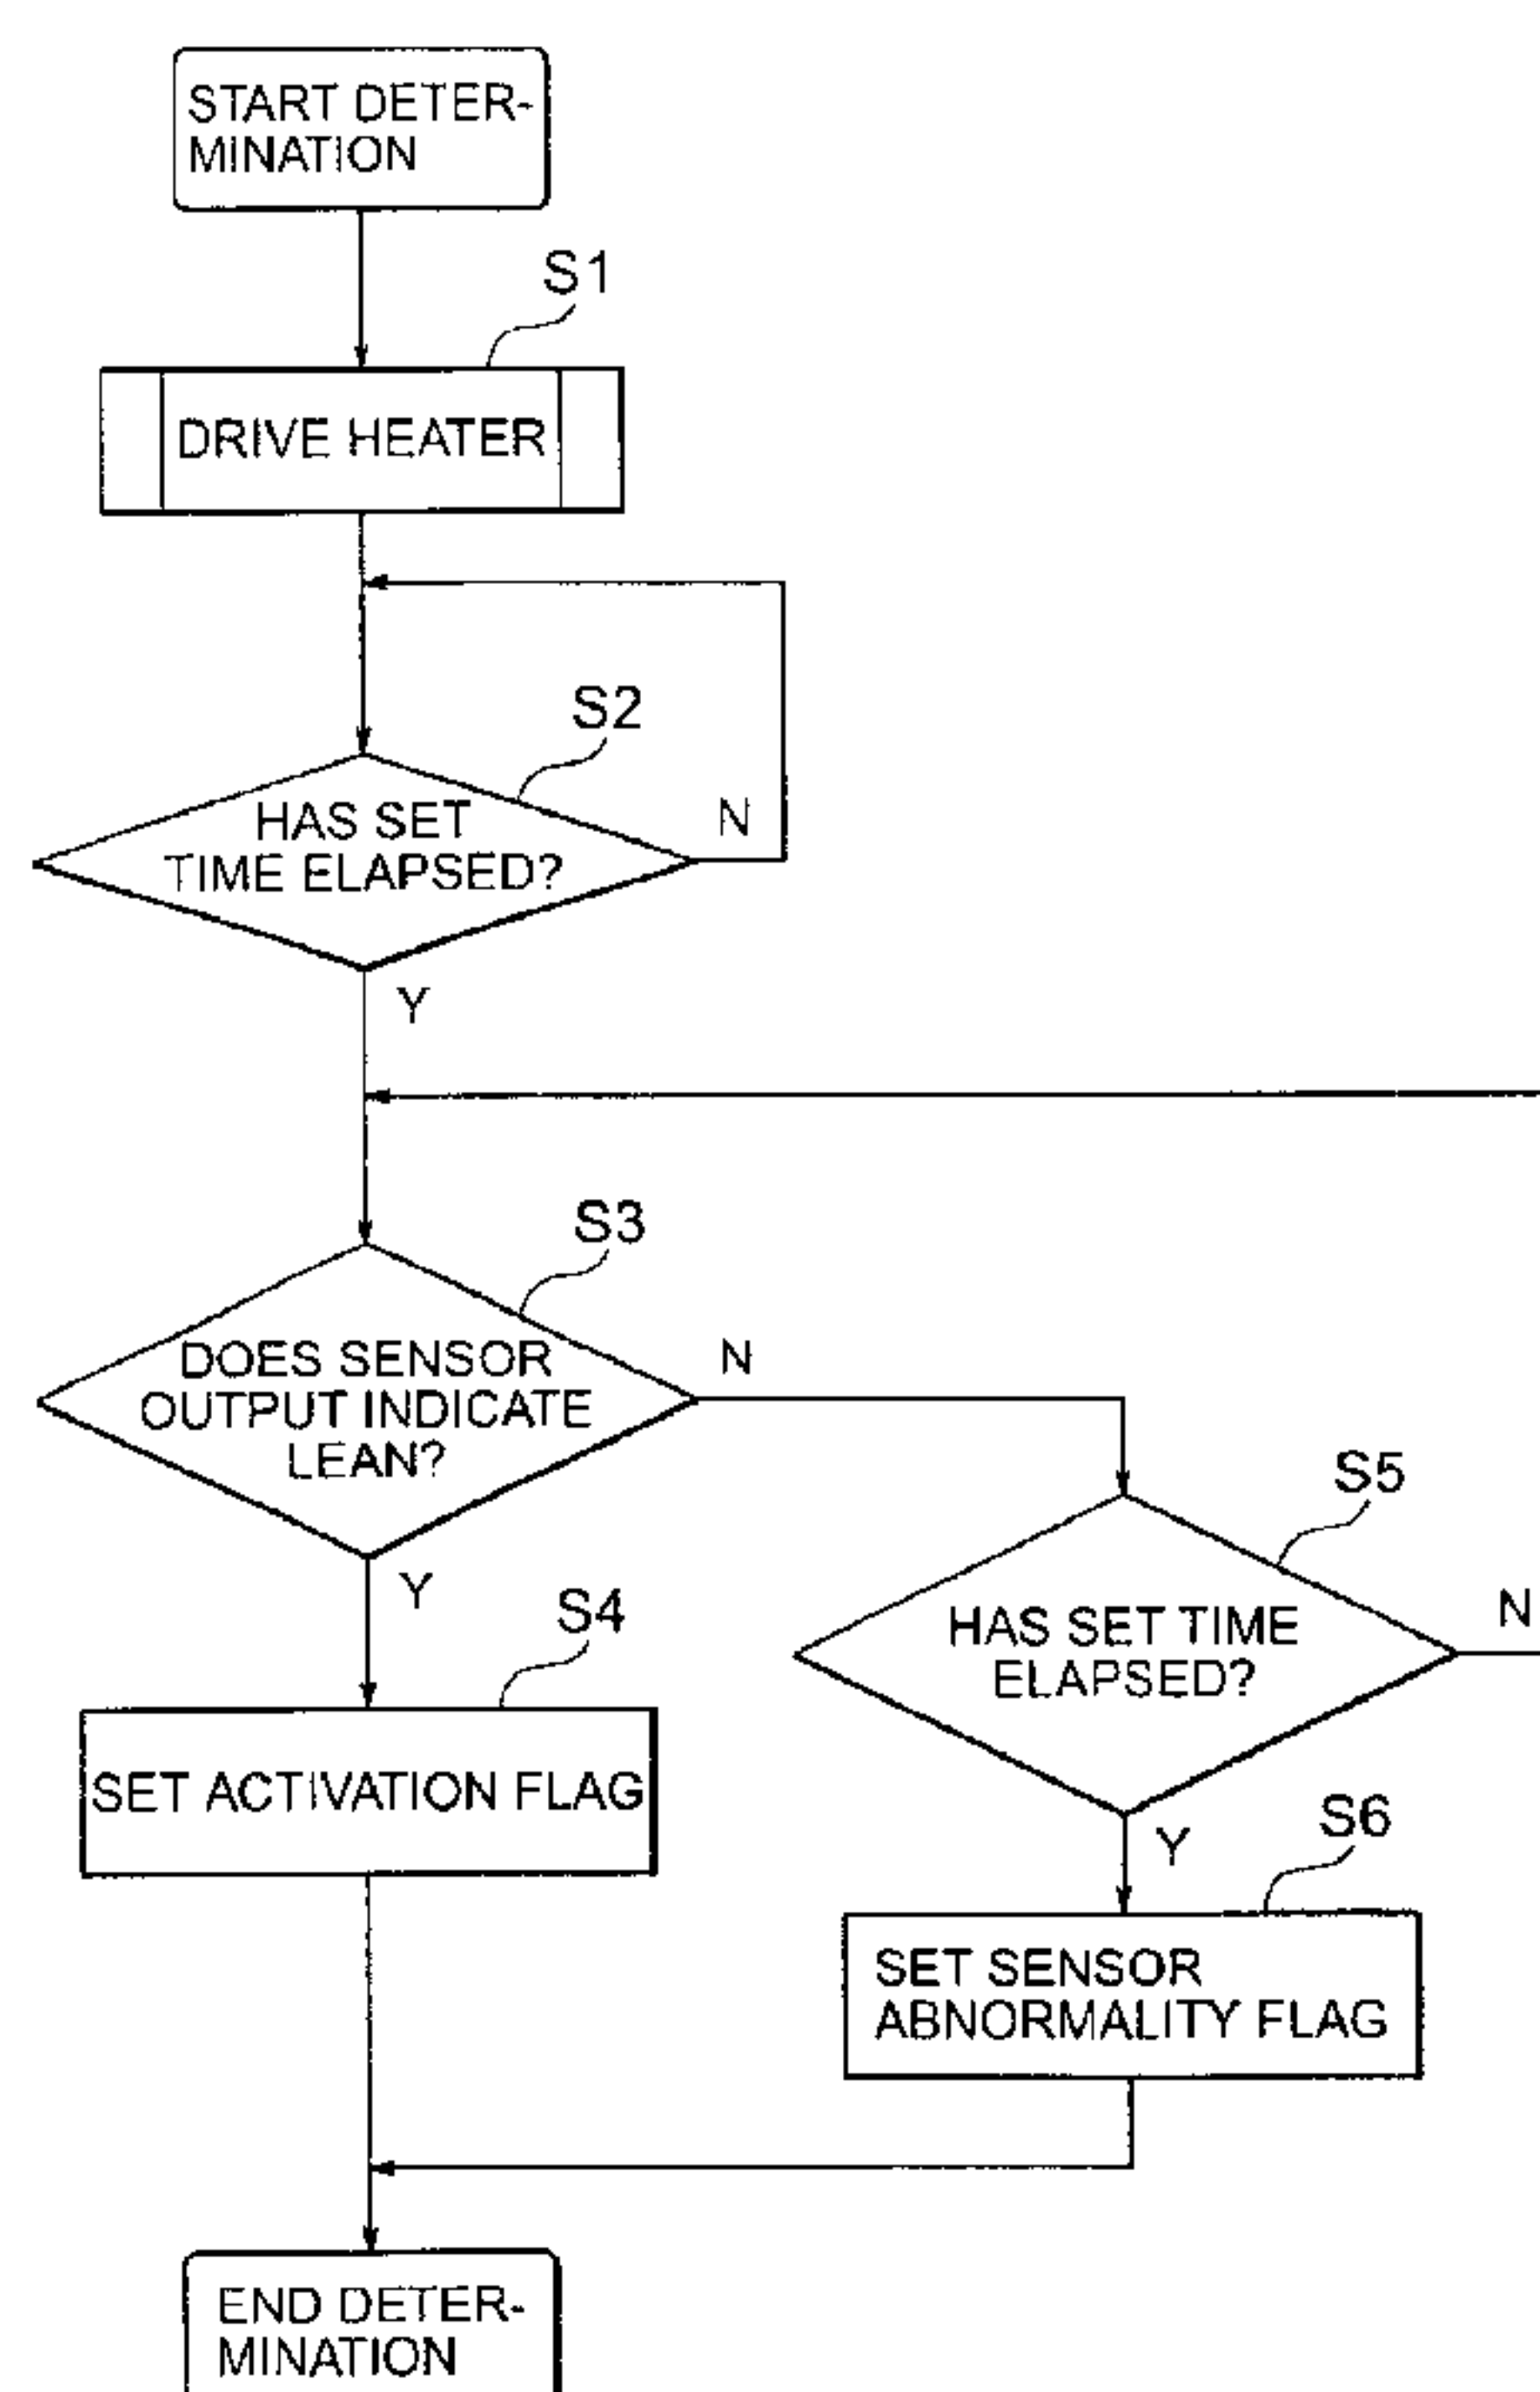 START DETER-
MINATION
S1
DRIVE HEATER
S2
HAS SET
TIME ELAPSED?
N
Y
S3
DOES SENSOR
OUTPUT INDICATE
LEAN?
N
Y
S4
SET ACTIVATION FLAG
S5
HAS SET TIME
ELAPSED?
N
Y
S6
SET SENSOR
ABNORMALITY FLAG
END DETER-
MINATION